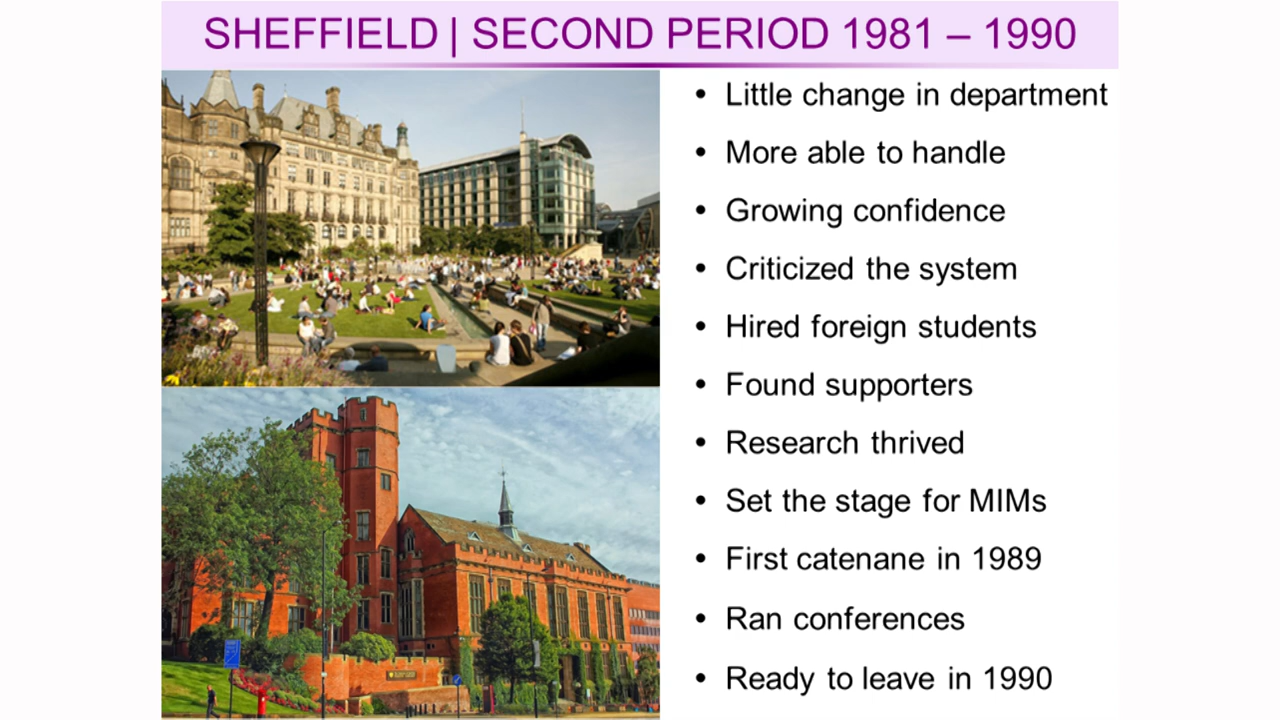 SHEFFIELD | SECOND PERIOD 1981 – 1990
• Little change in department
• More able to handle
• Growing confidence
• Criticized the system
• Hired foreign students
• Found supporters
• Research thrived
• Set the stage for MIMs
• First catenane in 1989
• Ran conferences
• Ready to leave in 1990